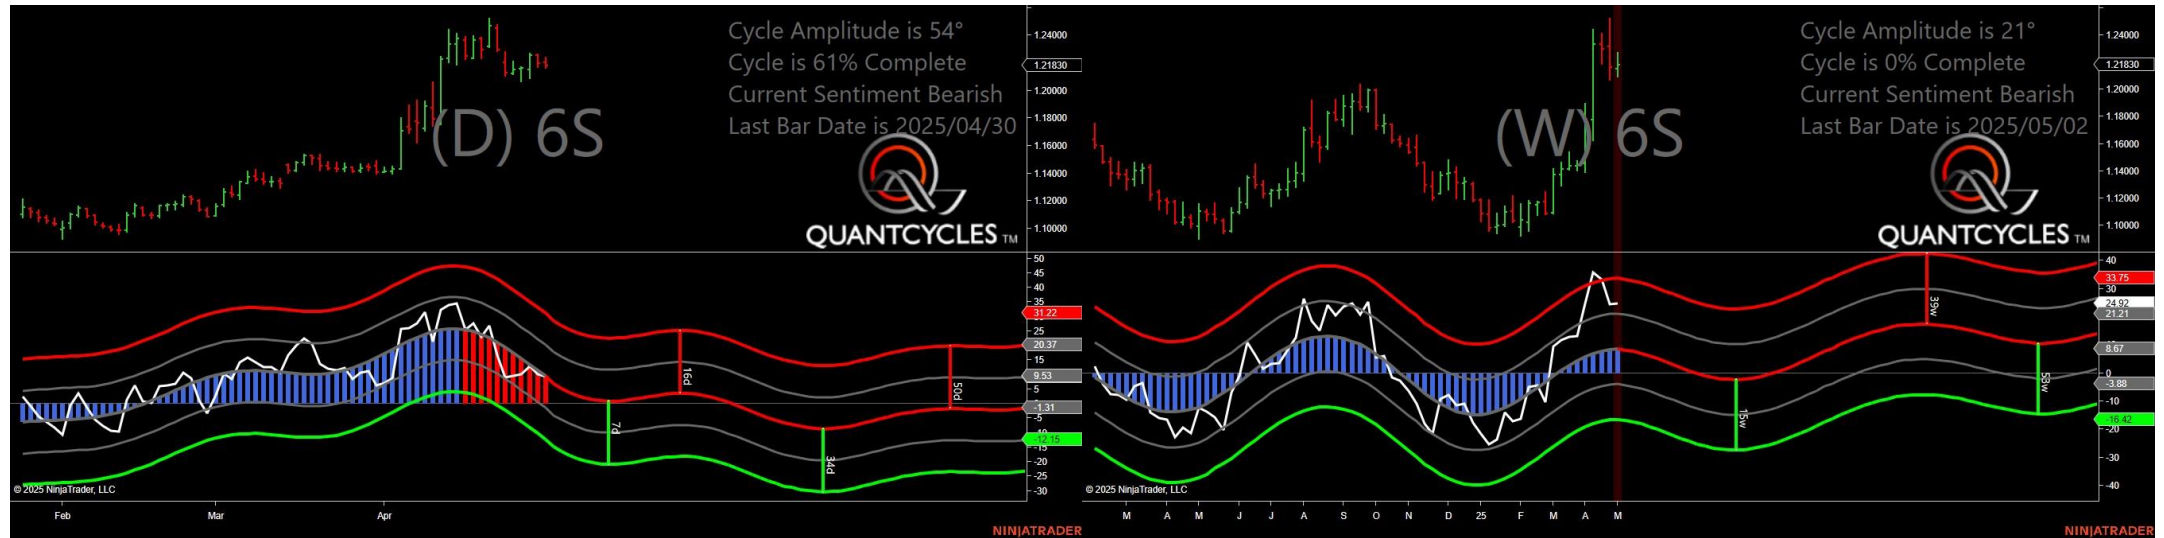 Cycle Amplitude is 54°
Cycle is 61% Complete
Current Sentiment Bearish
Last Bar Date is 2025/04/30
(D) 6S
QUANTCYCLES TM
1.24000
1.21830
1.20000
1.18000
1.16000
1.14000
1.12000
1.10000
50
45
40
35
31.22
25
20.37
15
9.53
5
-1.31
-5
-12.15
-15
-20
-25
-30
7d
16d
34d
50d
© 2025 NinjaTrader, LLC
Feb Mar Apr
NINJATRADER
Cycle Amplitude is 21°
Cycle is 0% Complete
Current Sentiment Bearish
Last Bar Date is 2025/05/02
(W) 6S
QUANTCYCLES TM
1.24000
1.21830
1.20000
1.18000
1.16000
1.14000
1.12000
1.10000
40
33.75
30
24.92
21.21
8.67
0
-3.88
-10
-16.42
-20
-30
-40
15w
39w
53w
© 2025 NinjaTrader, LLC
M A M J J A S O N D 25 F M A M
NINJATRADER